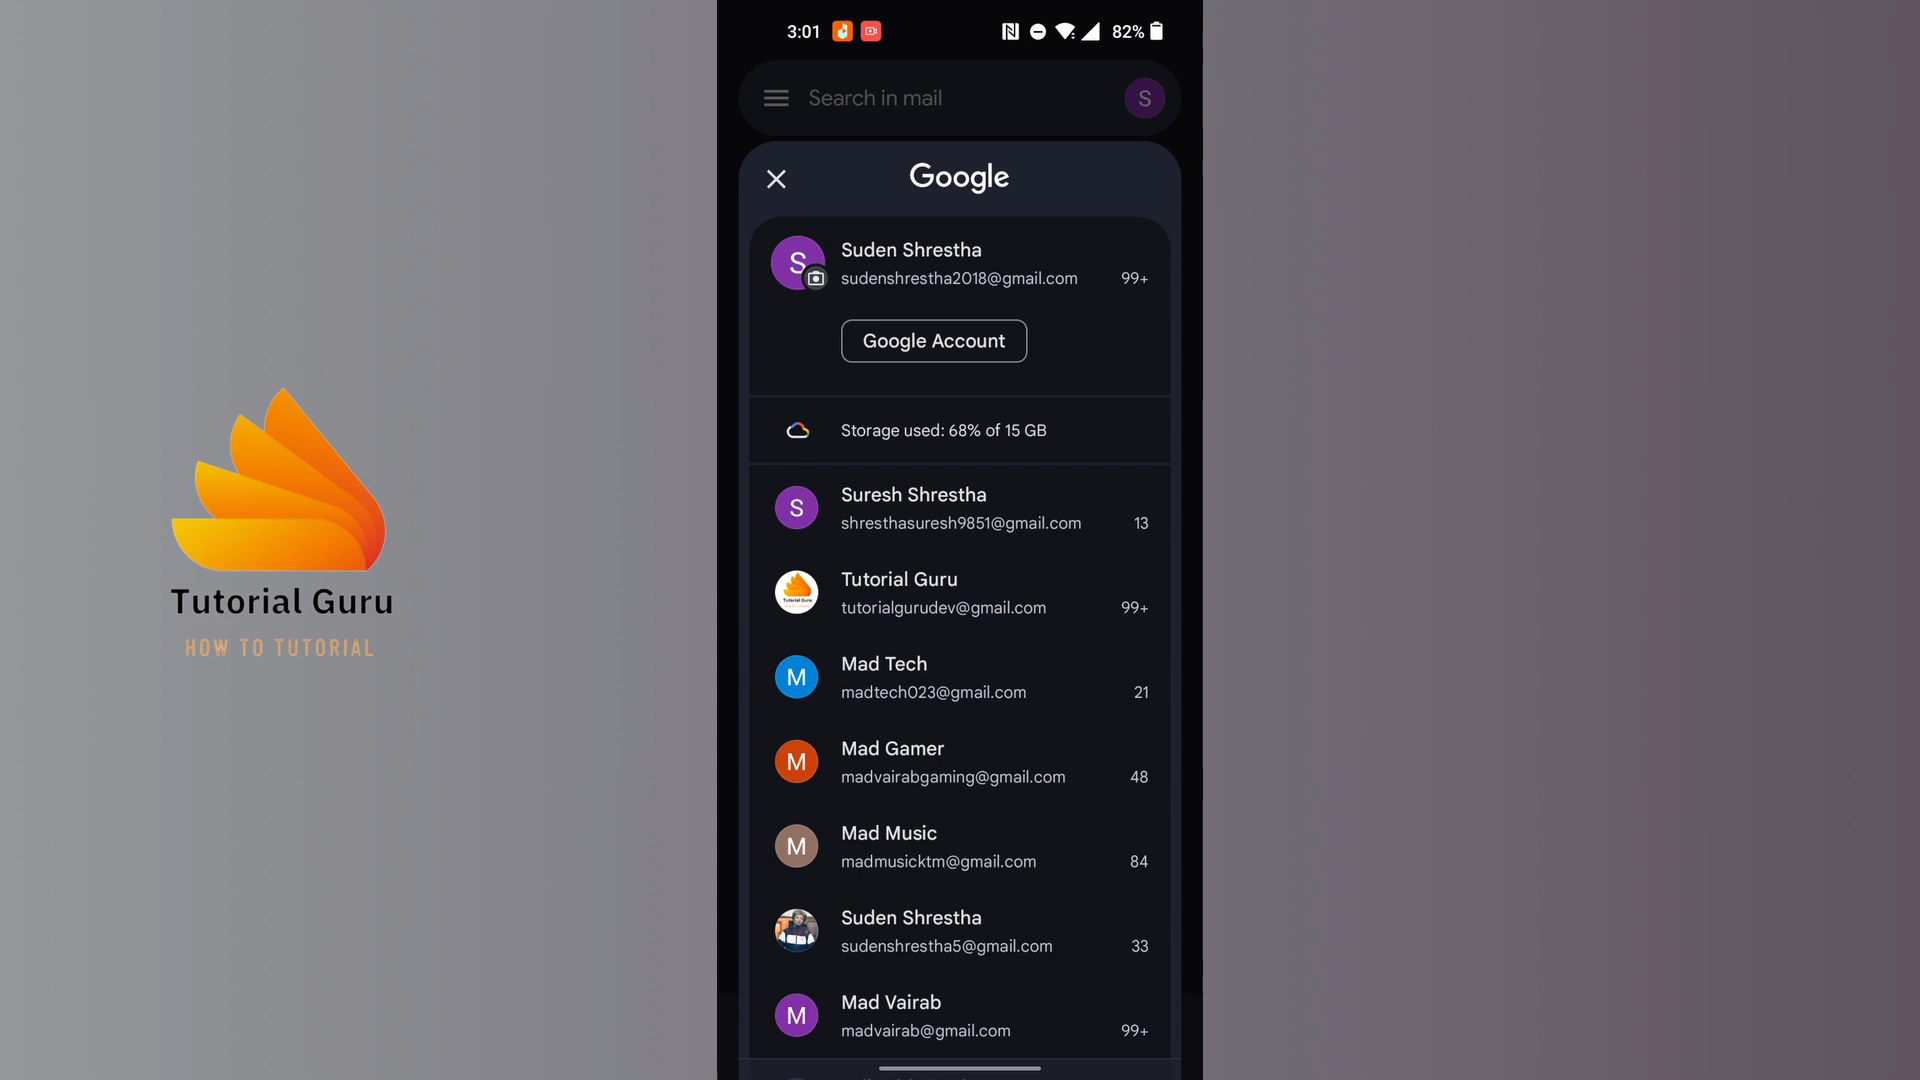 3:01
82%
Search in mail
S
Google
S
Suden Shrestha
sudenshrestha2018@gmail.com
99+
Google Account
Storage used: 68% of 15 GB
S
Suresh Shrestha
shresthasuresh9851@gmail.com
13
Tutorial Guru
Tutorial Guru
tutorialgurudev@gmail.com
99+
M
Mad Tech
madtech023@gmail.com
21
M
Mad Gamer
madvairabgaming@gmail.com
48
M
Mad Music
madmusicktm@gmail.com
84
Suden Shrestha
sudenshrestha5@gmail.com
33
M
Mad Vairab
madvairab@gmail.com
99+
Tutorial Guru
HOW TO TUTORIAL